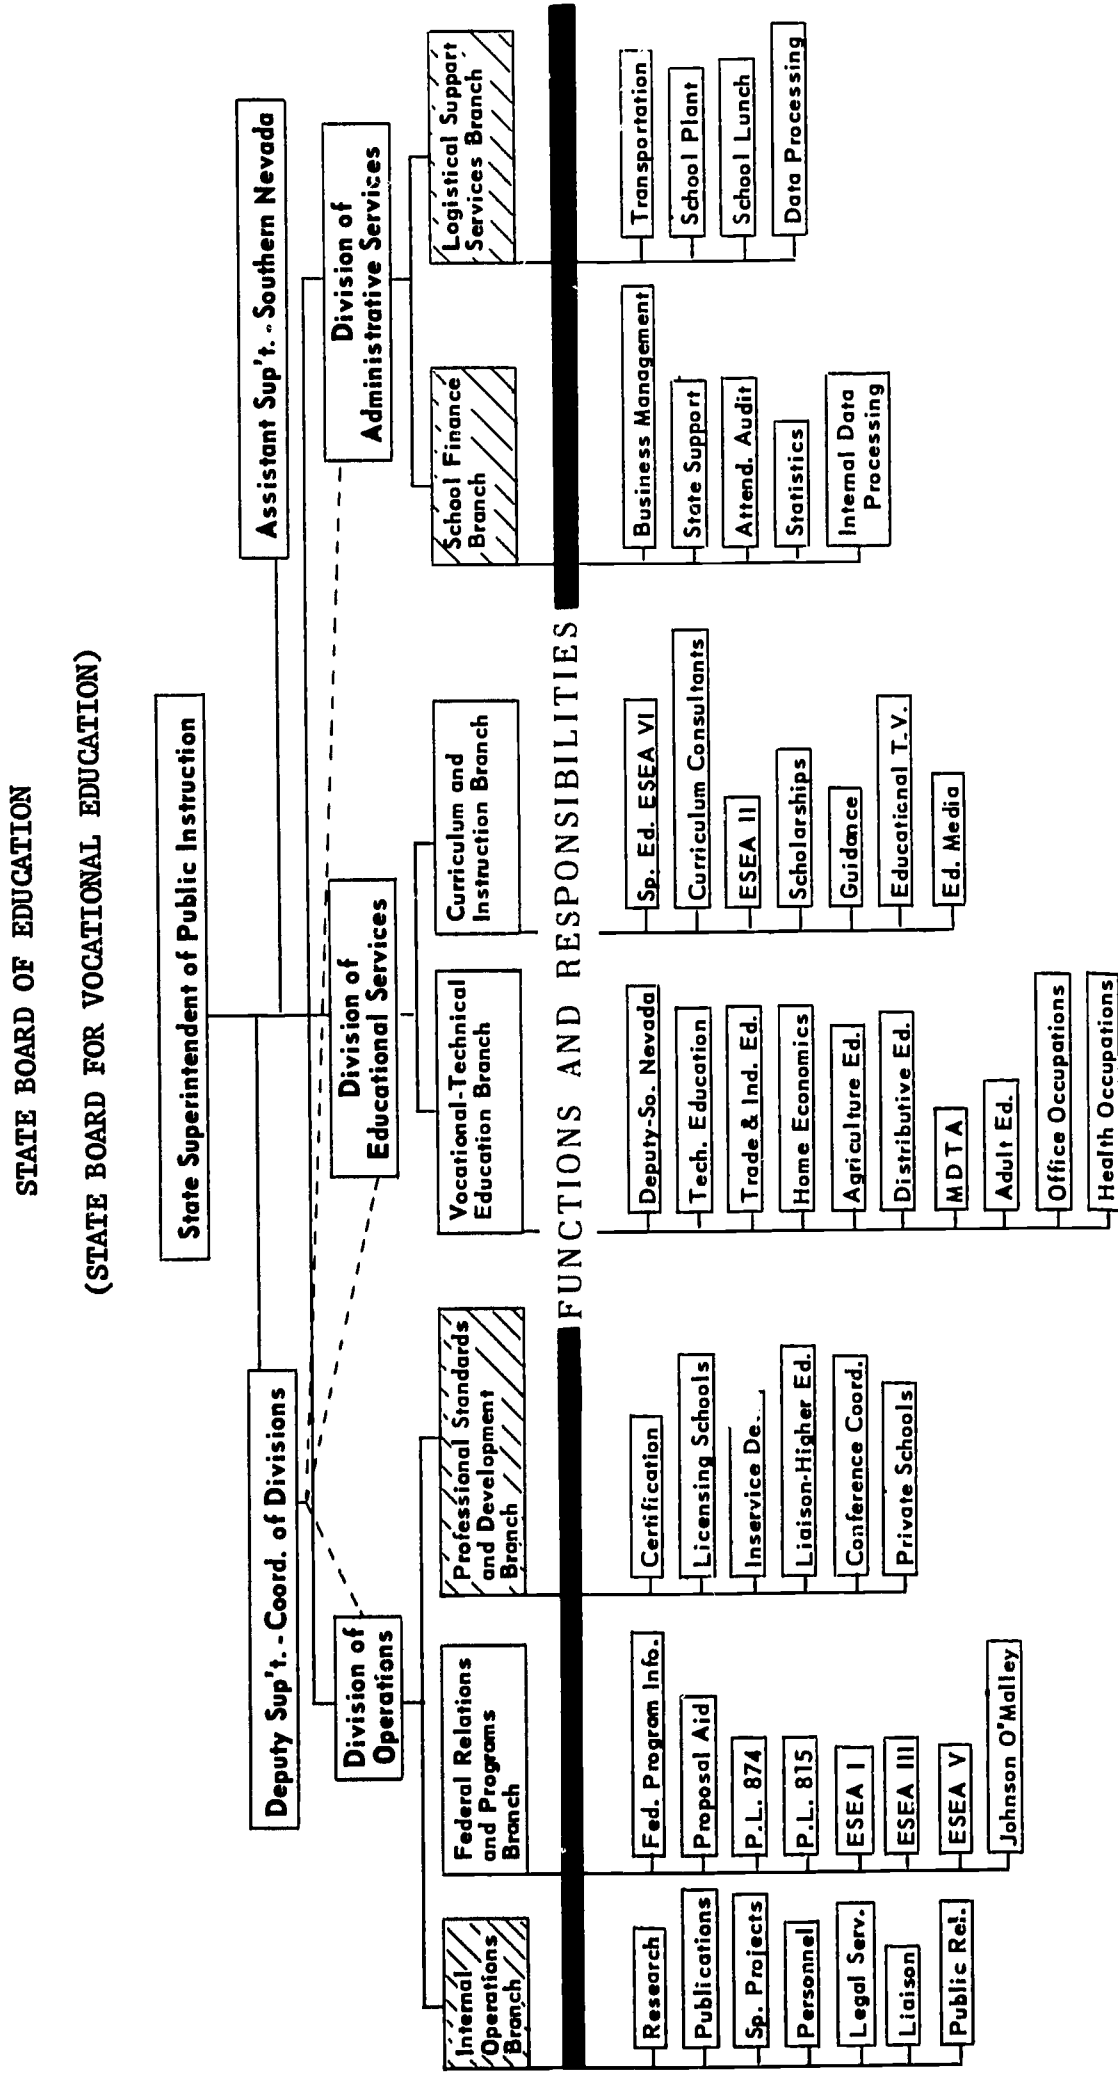 STATE BOARD OF EDUCATION
(STATE BOARD FOR VOCATIONAL EDUCATION)
State Superintendent of Public Instruction
Deputy Sup't. - Coord. of Divisions
Assistant Sup't. - Southern Nevada
Division of
Operations
Division of
Educational Services
Division of
Administrative Services
Internal
Operations
Branch
Federal Relations
and Programs
Branch
Professional Standards
and Development
Branch
Vocational-Technical
Education Branch
Curriculum and
Instruction Branch
School Finance
Branch
Logistical Support
Services Branch
FUNCTIONS AND RESPONSIBILITIES
Research
Publications
Sp. Projects
Personnel
Legal Serv.
Liaison
Public Rel.
Fed. Program Info.
Proposal Aid
P.L. 874
P.L. 815
ESEA I
ESEA III
ESEA V
Johnson O'Malley
Certification
Licensing Schools
Inservice
Liaison-Higher Ed.
Conference Coord.
Private Schools
Deputy-So. Nevada
Tech. Education
Trade & Ind. Ed.
Home Economics
Agriculture Ed.
Distributive Ed.
M D T A
Adult Ed.
Office Occupations
Health Occupations
Sp. Ed. ESEA VI
Curriculum Consultants
ESEA II
Scholarships
Guidance
Educational T.V.
Ed. Media
Business Management
State Support
Attend. Audit
Statistics
Internal Data
Processing
Transportation
School Plant
School Lunch
Data Processing